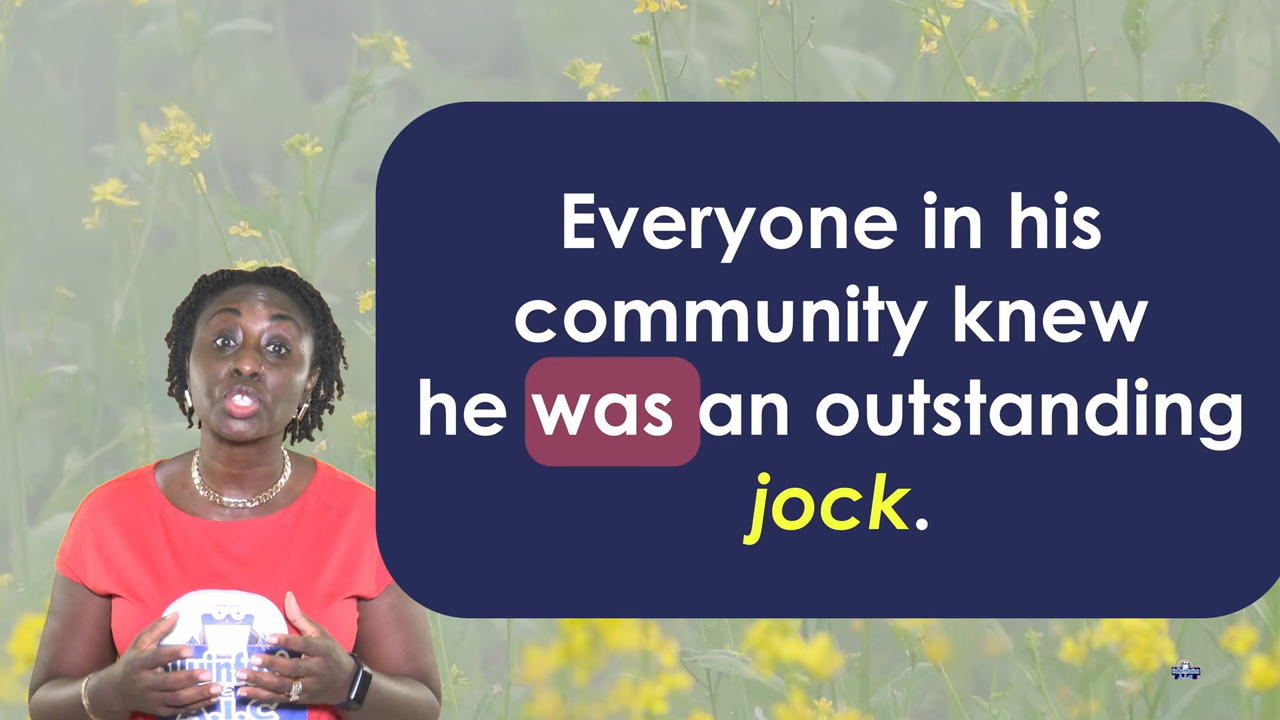 Everyone in his
community knew
he was an outstanding
jock.